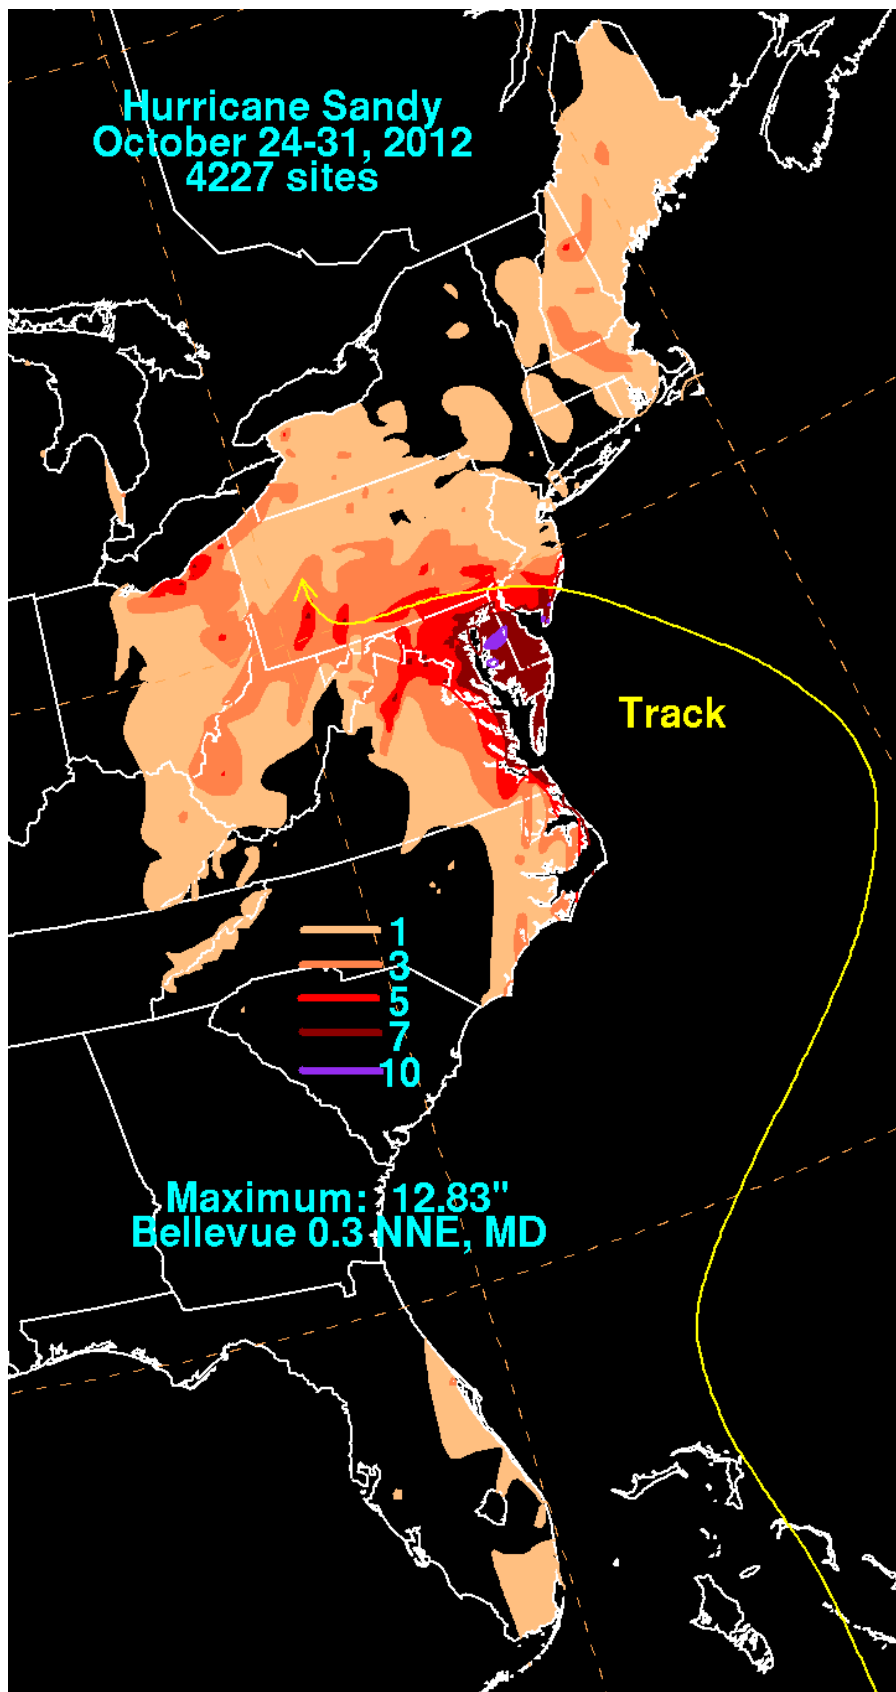 Hurricane Sandy
October 24-31, 2012
4227 sites
Track
1
3
5
7
10
Maximum: 12.83"
Bellevue 0.3 NNE, MD